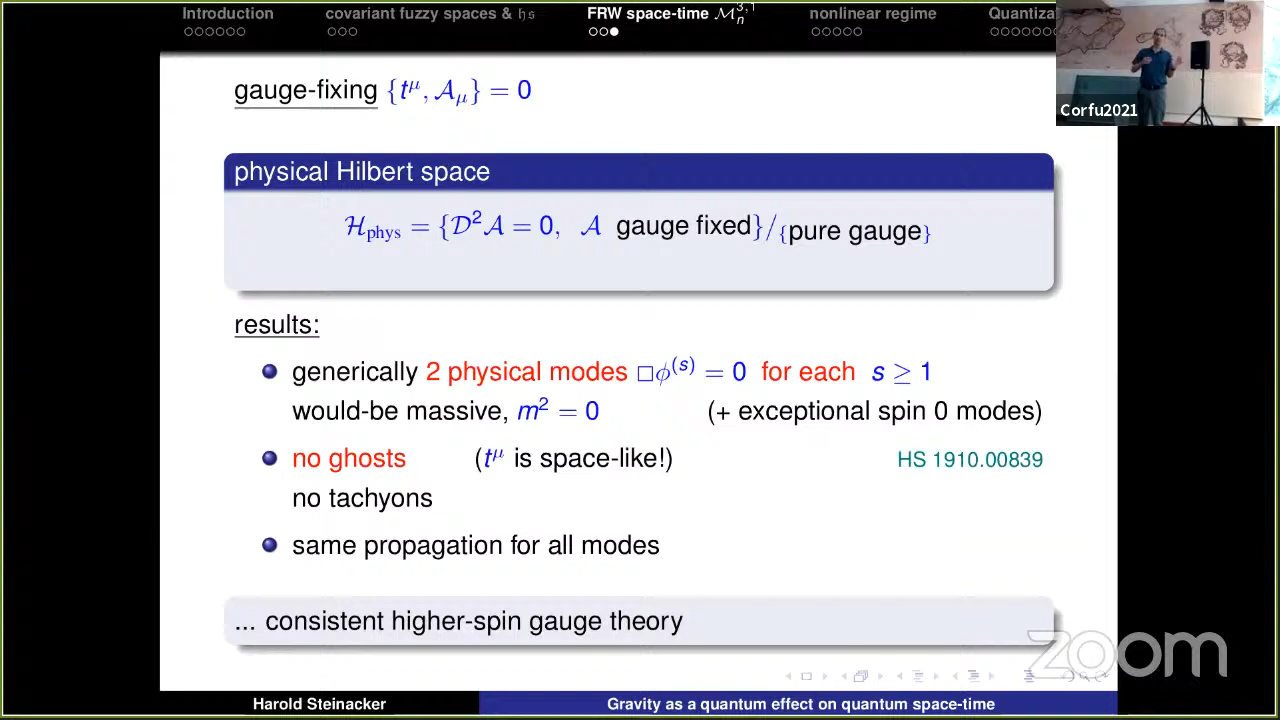 Introduction
covariant fuzzy spaces & 𝔥𝔰
FRW space-time ℳₙ³,¹
nonlinear regime
Quantiza
Corfu2021
gauge-fixing {t^μ, 𝒜_μ} = 0
physical Hilbert space
ℋ_phys = {𝒟²𝒜 = 0, 𝒜 gauge fixed}/{pure gauge}
results:
generically 2 physical modes □ϕ^(s) = 0 for each s ≥ 1
would-be massive, m² = 0 (+ exceptional spin 0 modes)
no ghosts (t^μ is space-like!) HS 1910.00839
no tachyons
same propagation for all modes
... consistent higher-spin gauge theory
zoom
Harold Steinacker
Gravity as a quantum effect on quantum space-time